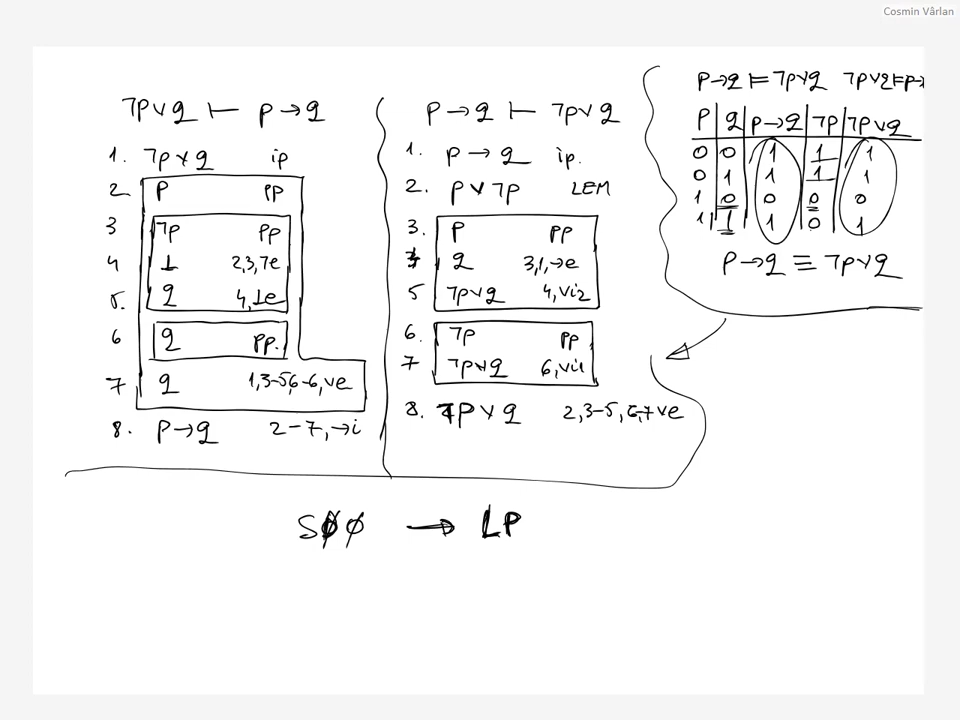 Cosmin Vârlan
¬p∨q ⊢ p→q
1. ¬p∨q ip
2 p pp
3 ¬p pp
4 ⊥ 2,3,¬e
5. q 4,⊥e
6 q pp.
7 q 1,3-5,6-6,∨e
8. p→q 2-7,→i
p→q ⊢ ¬p∨q
1. p→q ip.
2. p∨¬p LEM
3. p pp
4 q 3,1,→e
5 ¬p∨q 4,∨i2
6. ¬p pp
7 ¬p∨q 6,∨i1
8. ¬p∨q 2,3-5,6-7 ∨e
p→q ⊨ ¬p∨q ¬p∨q ⊨ p→
p q p→q ¬p ¬p∨q
0 0 1 1 1
0 1 1 1 1
1 0 0 0 0
1 1 1 0 1
p→q ≡ ¬p∨q
→ LP